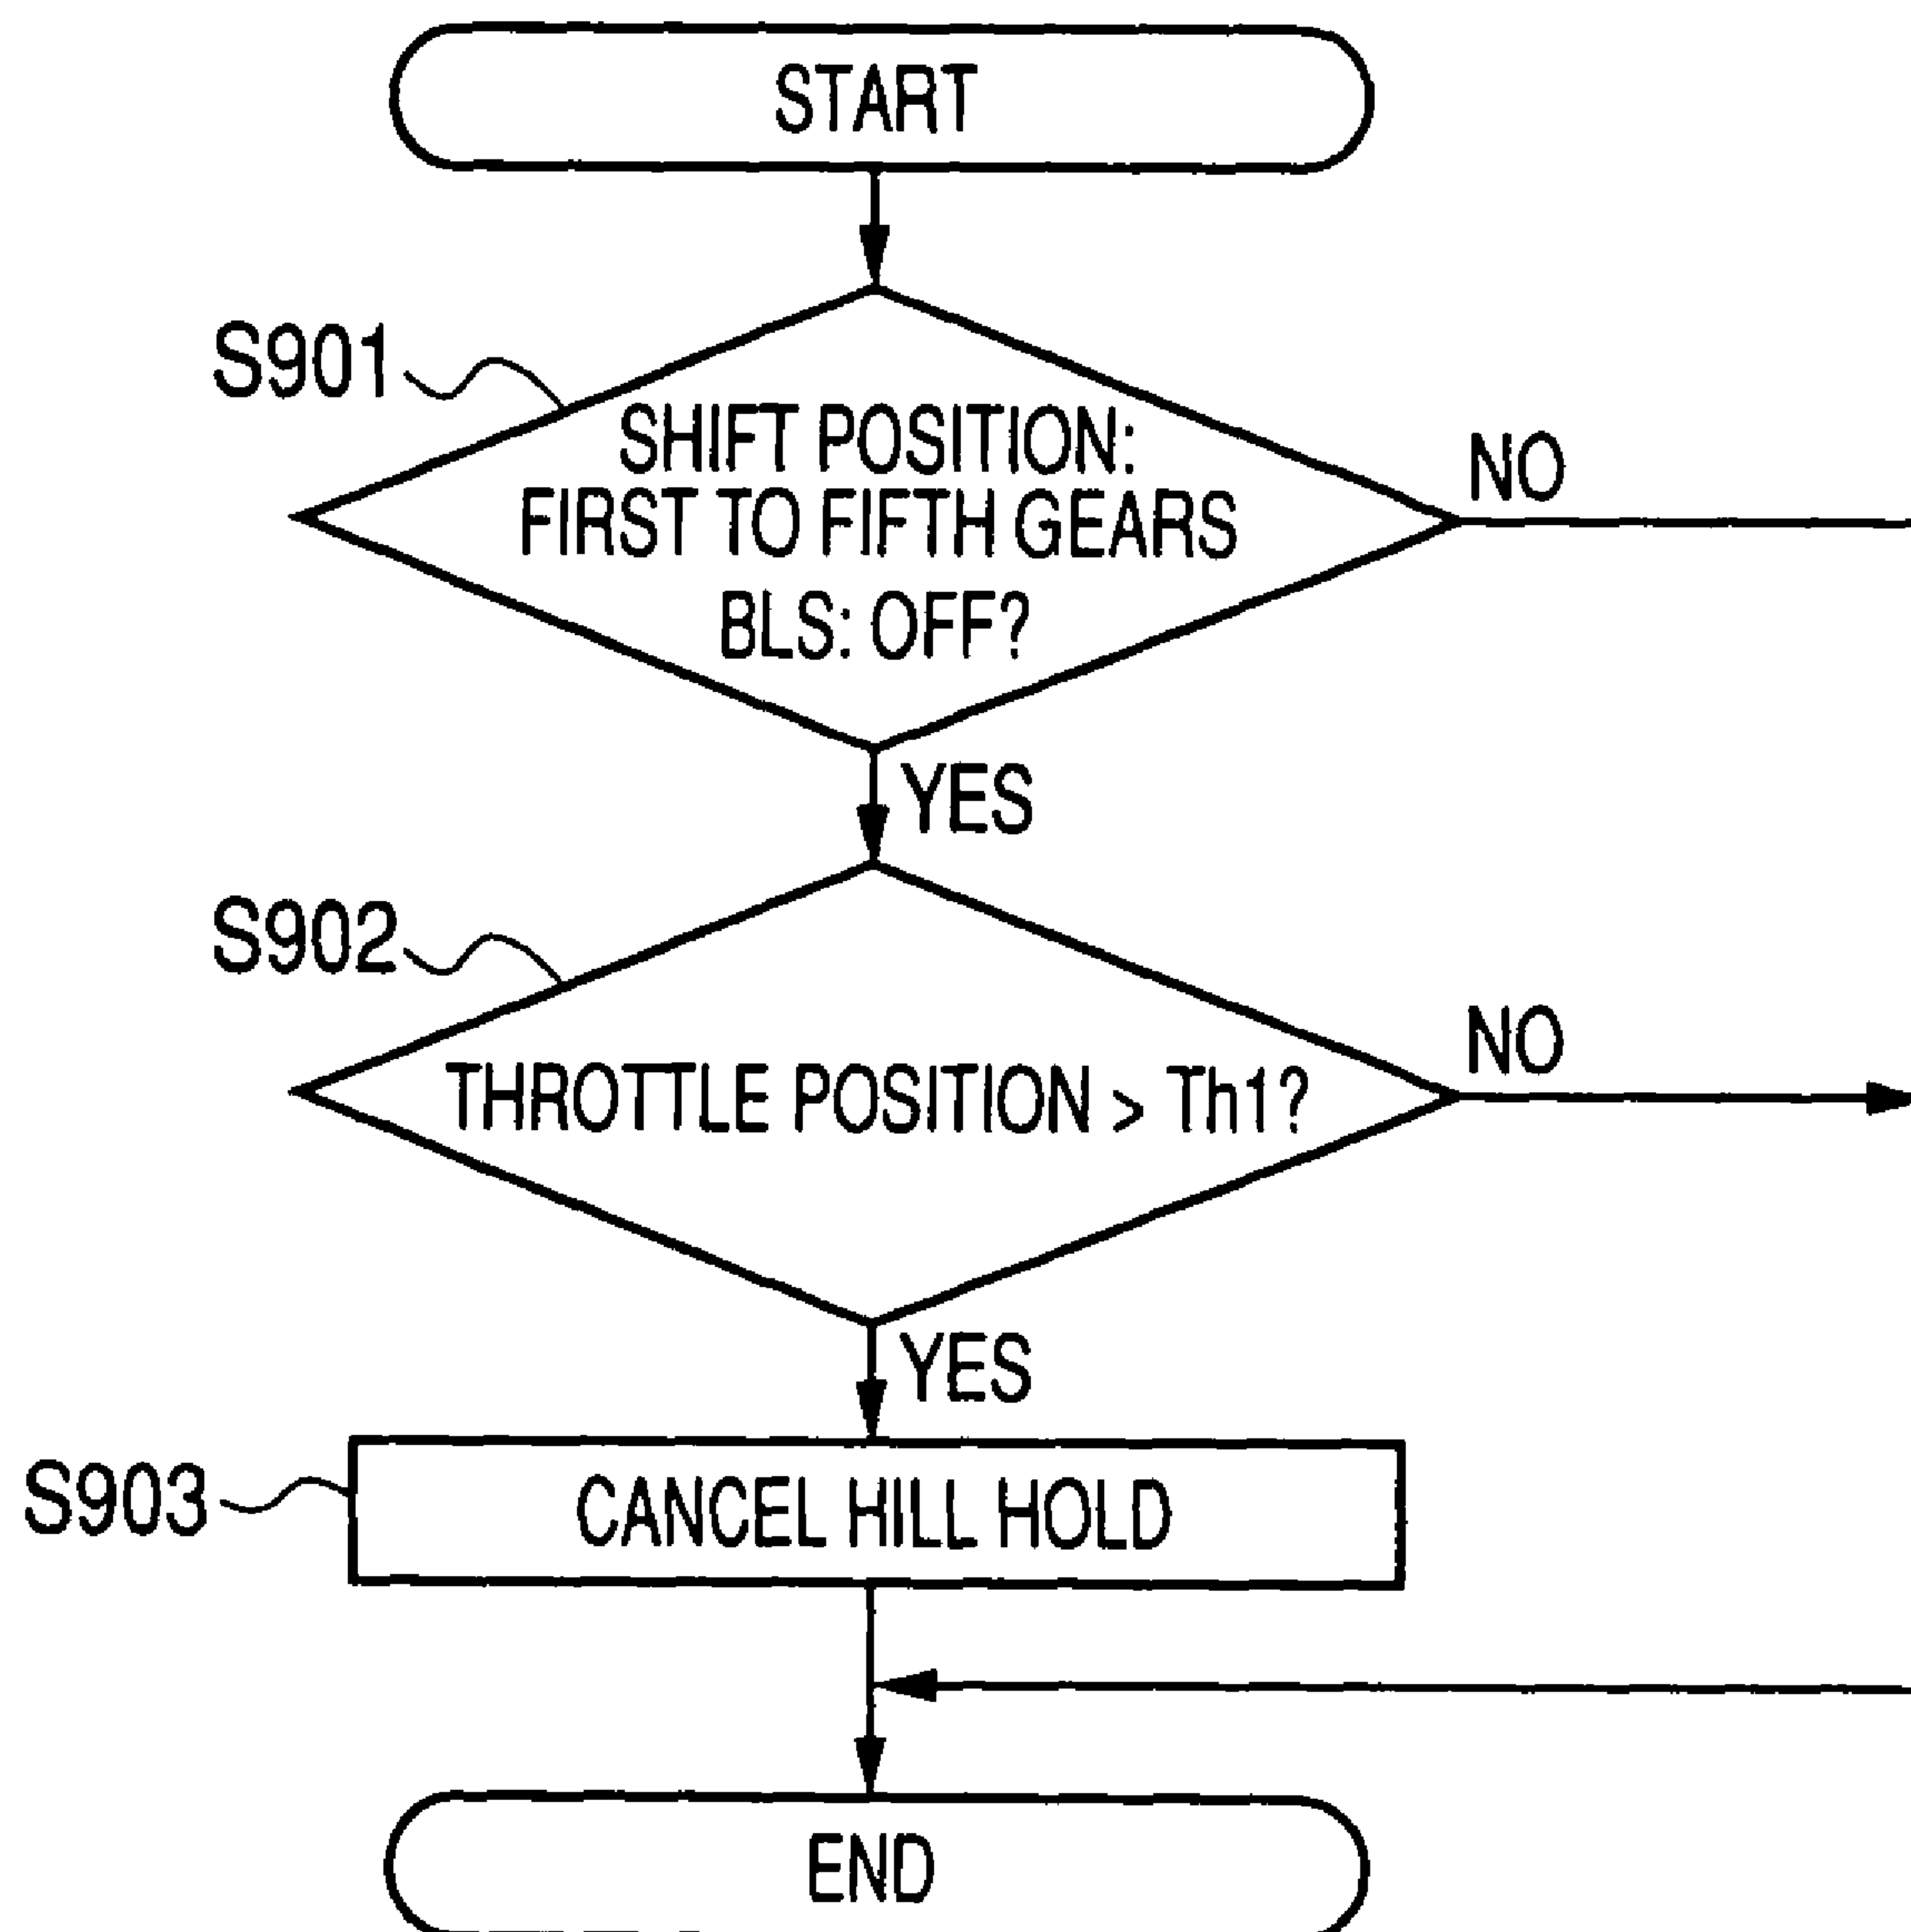 START
S901
SHIFT POSITION:
FIRST TO FIFTH GEARS
BLS: OFF?
NO
YES
S902
THROTTLE POSITION > Th1?
NO
YES
S903
CANCEL HILL HOLD
END